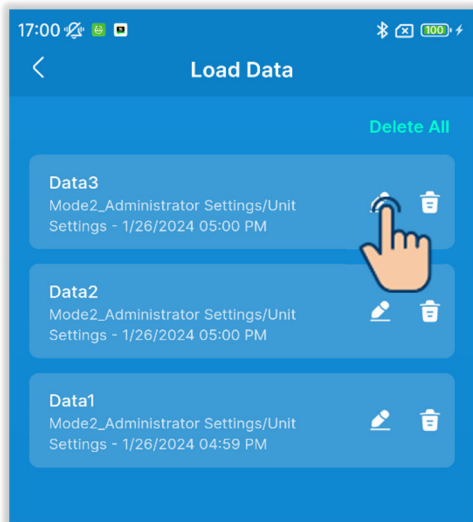 17:00 100
Load Data
Delete All
Data3
Mode2_Administrator Settings/Unit
Settings - 1/26/2024 05:00 PM
Data2
Mode2_Administrator Settings/Unit
Settings - 1/26/2024 05:00 PM
Data1
Mode2_Administrator Settings/Unit
Settings - 1/26/2024 04:59 PM